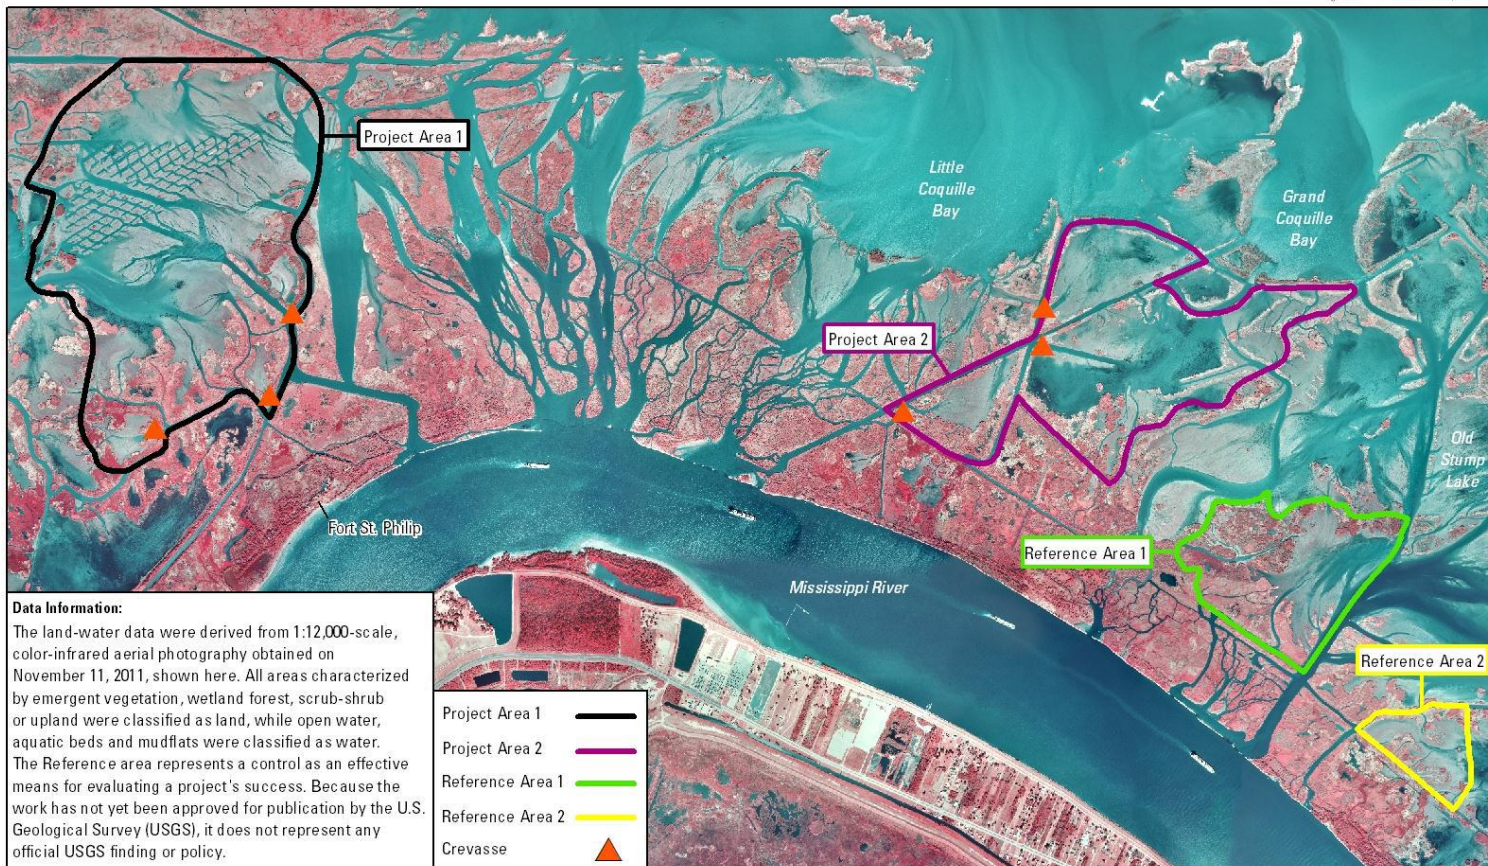 Project Area 1
Little
Coquille
Bay
Grand
Coquille
Bay
Project Area 2
Old
Stump
Lake
Fort St. Philip
Reference Area 1
Mississippi River
Reference Area 2
Data Information:
The land-water data were derived from 1:12,000-scale,
color-infrared aerial photography obtained on
November 11, 2011, shown here. All areas characterized
by emergent vegetation, wetland forest, scrub-shrub
or upland were classified as land, while open water,
aquatic beds and mudflats were classified as water.
The Reference area represents a control as an effective
means for evaluating a project's success. Because the
work has not yet been approved for publication by the U.S.
Geological Survey (USGS), it does not represent any
official USGS finding or policy.
Project Area 1
Project Area 2
Reference Area 1
Reference Area 2
Crevasse